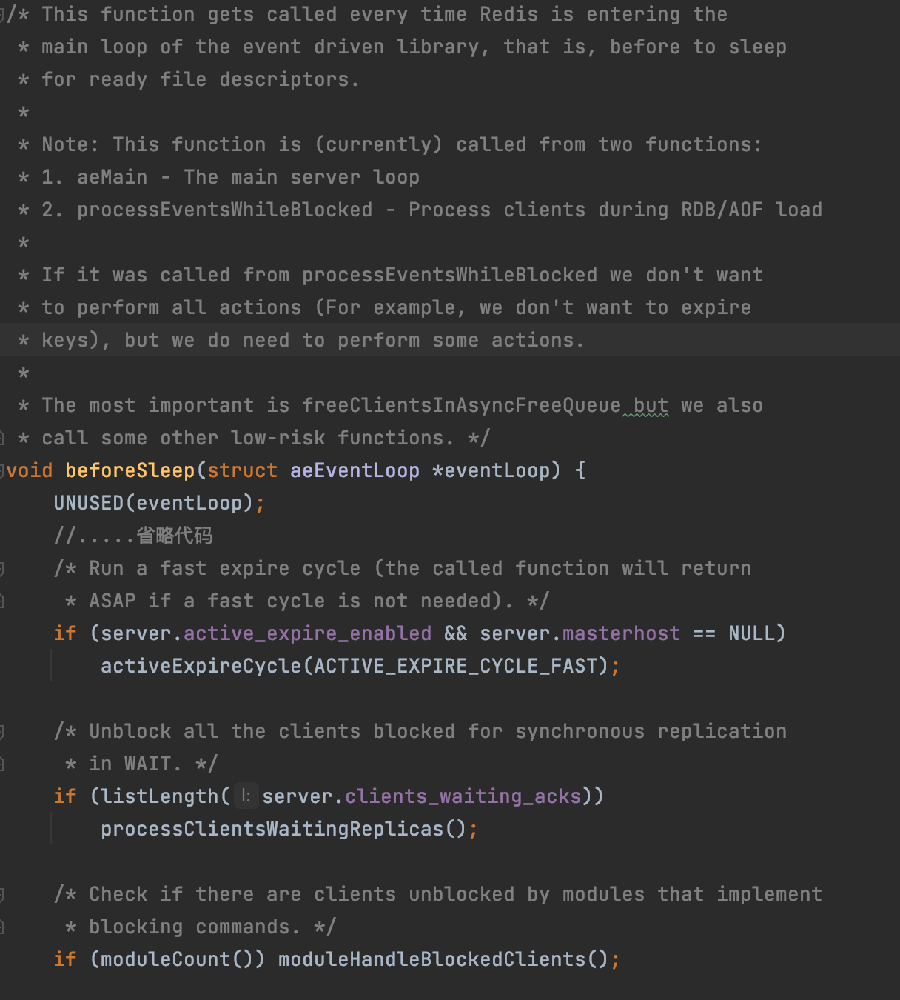 /* This function gets called every time Redis is entering the
 * main loop of the event driven library, that is, before to sleep
 * for ready file descriptors.
 *
 * Note: This function is (currently) called from two functions:
 * 1. aeMain - The main server loop
 * 2. processEventsWhileBlocked - Process clients during RDB/AOF load
 *
 * If it was called from processEventsWhileBlocked we don't want
 * to perform all actions (For example, we don't want to expire
 * keys), but we do need to perform some actions.
 *
 * The most important is freeClientsInAsyncFreeQueue but we also
 * call some other low-risk functions. */
void beforeSleep(struct aeEventLoop *eventLoop) {
    UNUSED(eventLoop);
    //.....省略代码
    /* Run a fast expire cycle (the called function will return
     * ASAP if a fast cycle is not needed). */
    if (server.active_expire_enabled && server.masterhost == NULL)
        activeExpireCycle(ACTIVE_EXPIRE_CYCLE_FAST);

    /* Unblock all the clients blocked for synchronous replication
     * in WAIT. */
    if (listLength( l: server.clients_waiting_acks))
        processClientsWaitingReplicas();

    /* Check if there are clients unblocked by modules that implement
     * blocking commands. */
    if (moduleCount()) moduleHandleBlockedClients();